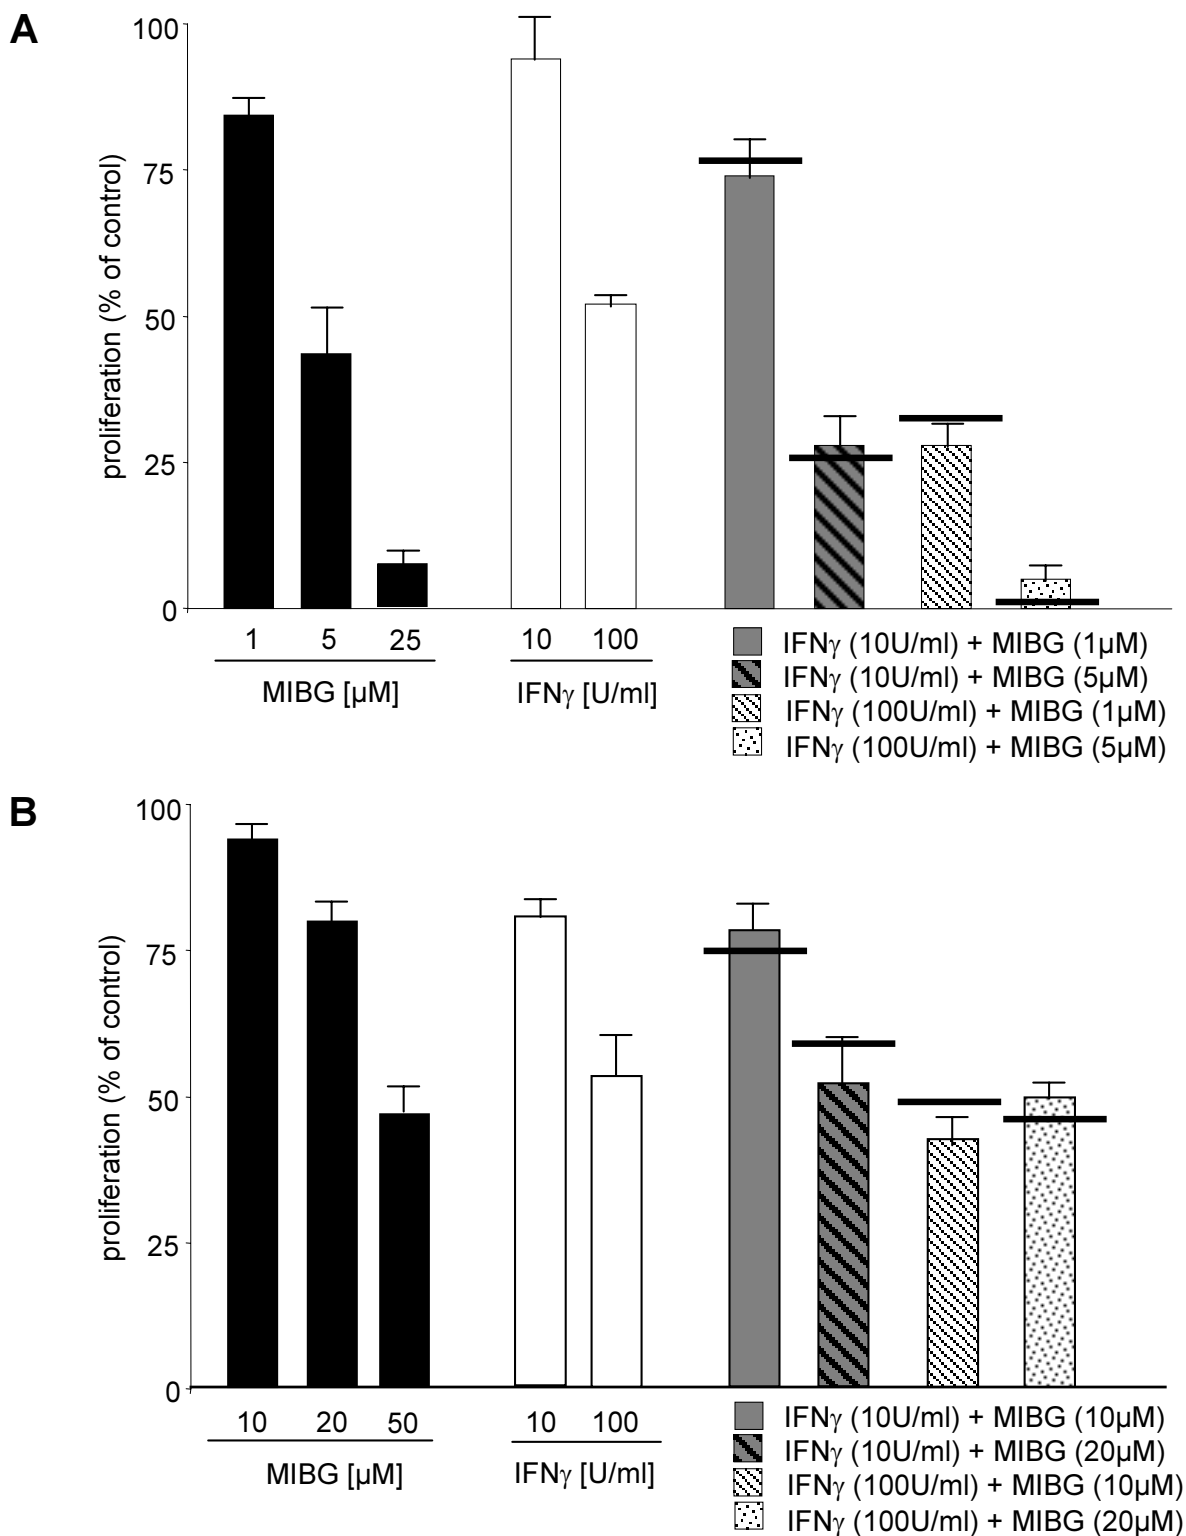 A
100
75
50
25
0
proliferation (% of control)
1 5 25
MIBG [µM]
10 100
IFNγ [U/ml]
IFNγ (10U/ml) + MIBG (1µM)
IFNγ (10U/ml) + MIBG (5µM)
IFNγ (100U/ml) + MIBG (1µM)
IFNγ (100U/ml) + MIBG (5µM)
B
100
75
50
25
0
proliferation (% of control)
10 20 50
MIBG [µM]
10 100
IFNγ [U/ml]
IFNγ (10U/ml) + MIBG (10µM)
IFNγ (10U/ml) + MIBG (20µM)
IFNγ (100U/ml) + MIBG (10µM)
IFNγ (100U/ml) + MIBG (20µM)